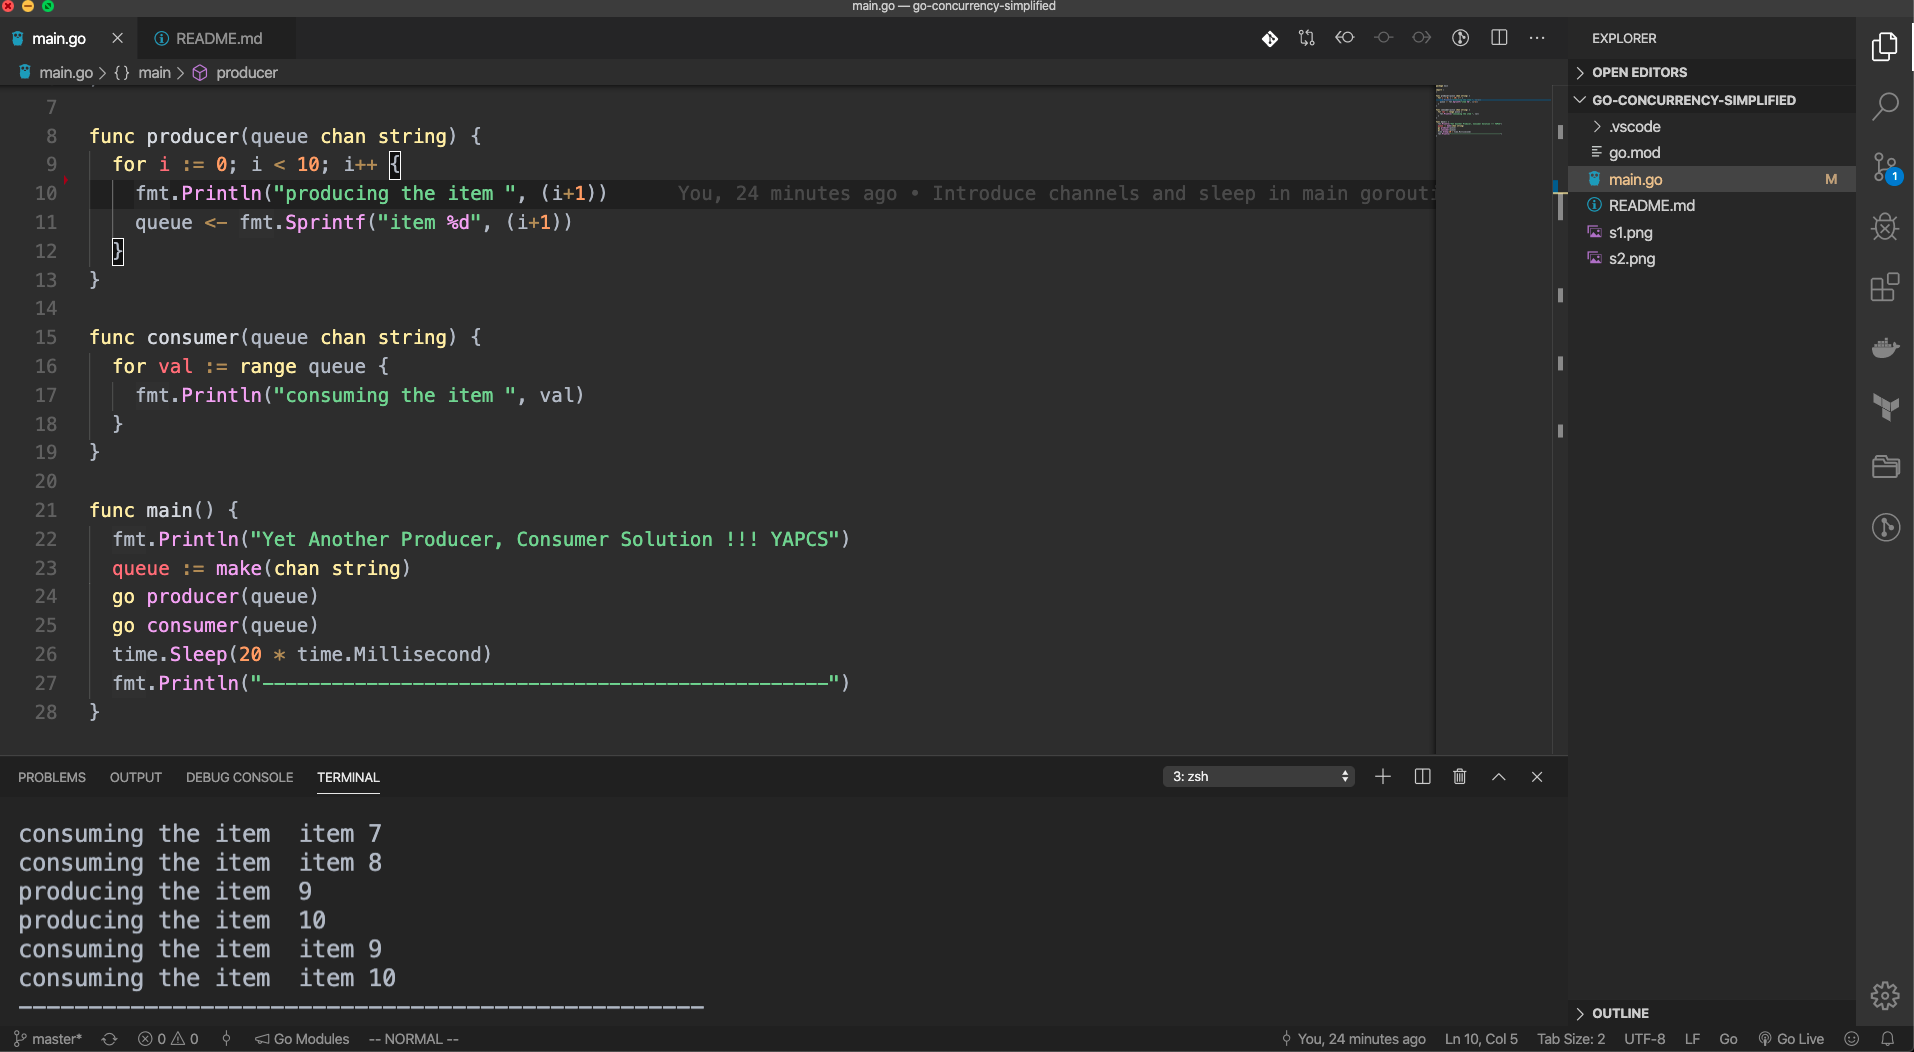 main.go — go-concurrency-simplified
main.go
README.md
main.go > {} main > producer
7
8 func producer(queue chan string) {
9 for i := 0; i < 10; i++ {
10 fmt.Println("producing the item ", (i+1)) You, 24 minutes ago • Introduce channels and sleep in main gorouti
11 queue <- fmt.Sprintf("item %d", (i+1))
12 }
13 }
14
15 func consumer(queue chan string) {
16 for val := range queue {
17 fmt.Println("consuming the item ", val)
18 }
19 }
20
21 func main() {
22 fmt.Println("Yet Another Producer, Consumer Solution !!! YAPCS")
23 queue := make(chan string)
24 go producer(queue)
25 go consumer(queue)
26 time.Sleep(20 * time.Millisecond)
27 fmt.Println("-------------------------------------------------")
28 }
EXPLORER
OPEN EDITORS
GO-CONCURRENCY-SIMPLIFIED
.vscode
go.mod
main.go M
README.md
s1.png
s2.png
OUTLINE
1
PROBLEMS OUTPUT DEBUG CONSOLE TERMINAL
3: zsh
consuming the item  item 7
consuming the item  item 8
producing the item  9
producing the item  10
consuming the item  item 9
consuming the item  item 10
-------------------------------------------------
master* 0 0 Go Modules -- NORMAL --
You, 24 minutes ago Ln 10, Col 5 Tab Size: 2 UTF-8 LF Go Go Live